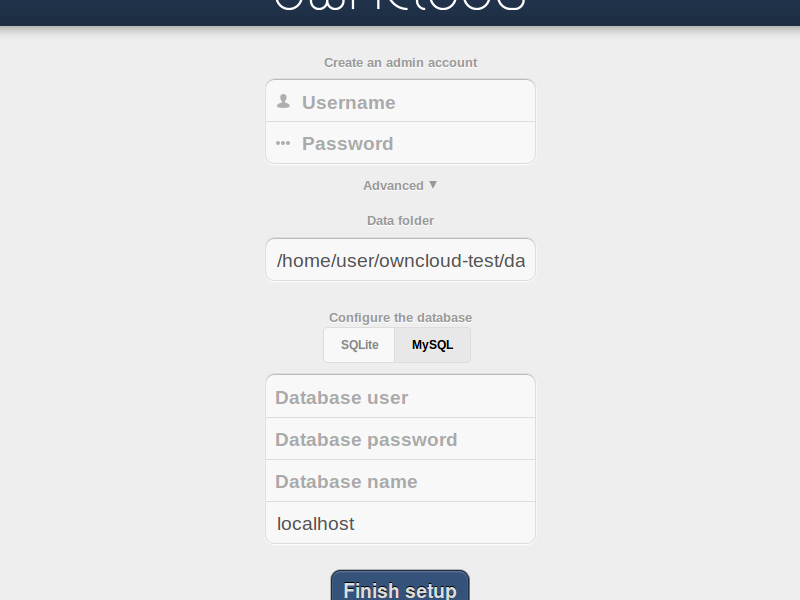 ownCloud
Create an admin account
Username
Password
Advanced ▼
Data folder
/home/user/owncloud-test/da
Configure the database
SQLite MySQL
Database user
Database password
Database name
localhost
Finish setup